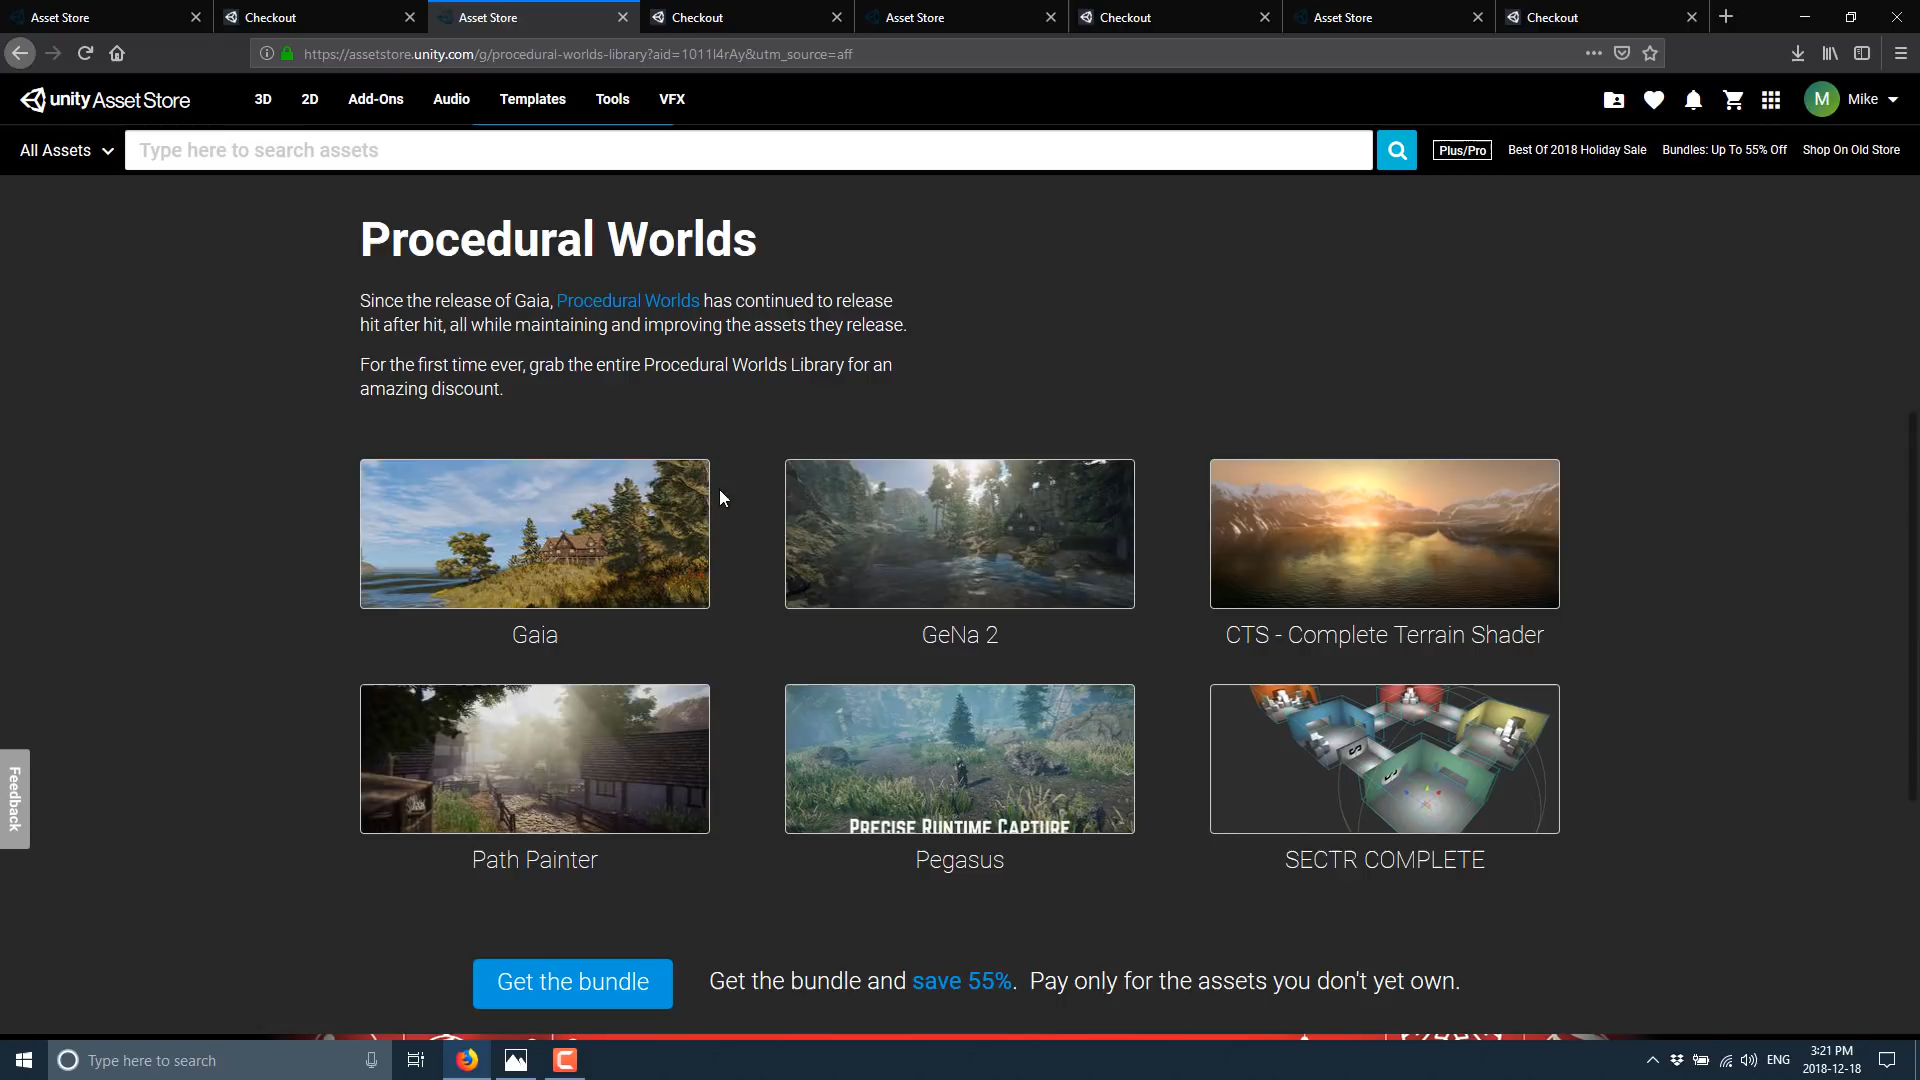 Asset Store
Checkout
Asset Store
Checkout
Asset Store
Checkout
Asset Store
Checkout
https://assetstore.unity.com/g/procedural-worlds-library?aid=1011l4rAy&utm_source=aff
unity Asset Store
3D
2D
Add-Ons
Audio
Templates
Tools
VFX
M
Mike
All Assets
Type here to search assets
Plus/Pro
Best Of 2018 Holiday Sale
Bundles: Up To 55% Off
Shop On Old Store
Procedural Worlds
Since the release of Gaia, Procedural Worlds has continued to release
hit after hit, all while maintaining and improving the assets they release.
For the first time ever, grab the entire Procedural Worlds Library for an
amazing discount.
Gaia
GeNa 2
CTS - Complete Terrain Shader
PRECISE RUNTIME CAPTURE
Path Painter
Pegasus
SECTR COMPLETE
Feedback
Get the bundle
Get the bundle and save 55%. Pay only for the assets you don't yet own.
Type here to search
ENG
3:21 PM
2018-12-18